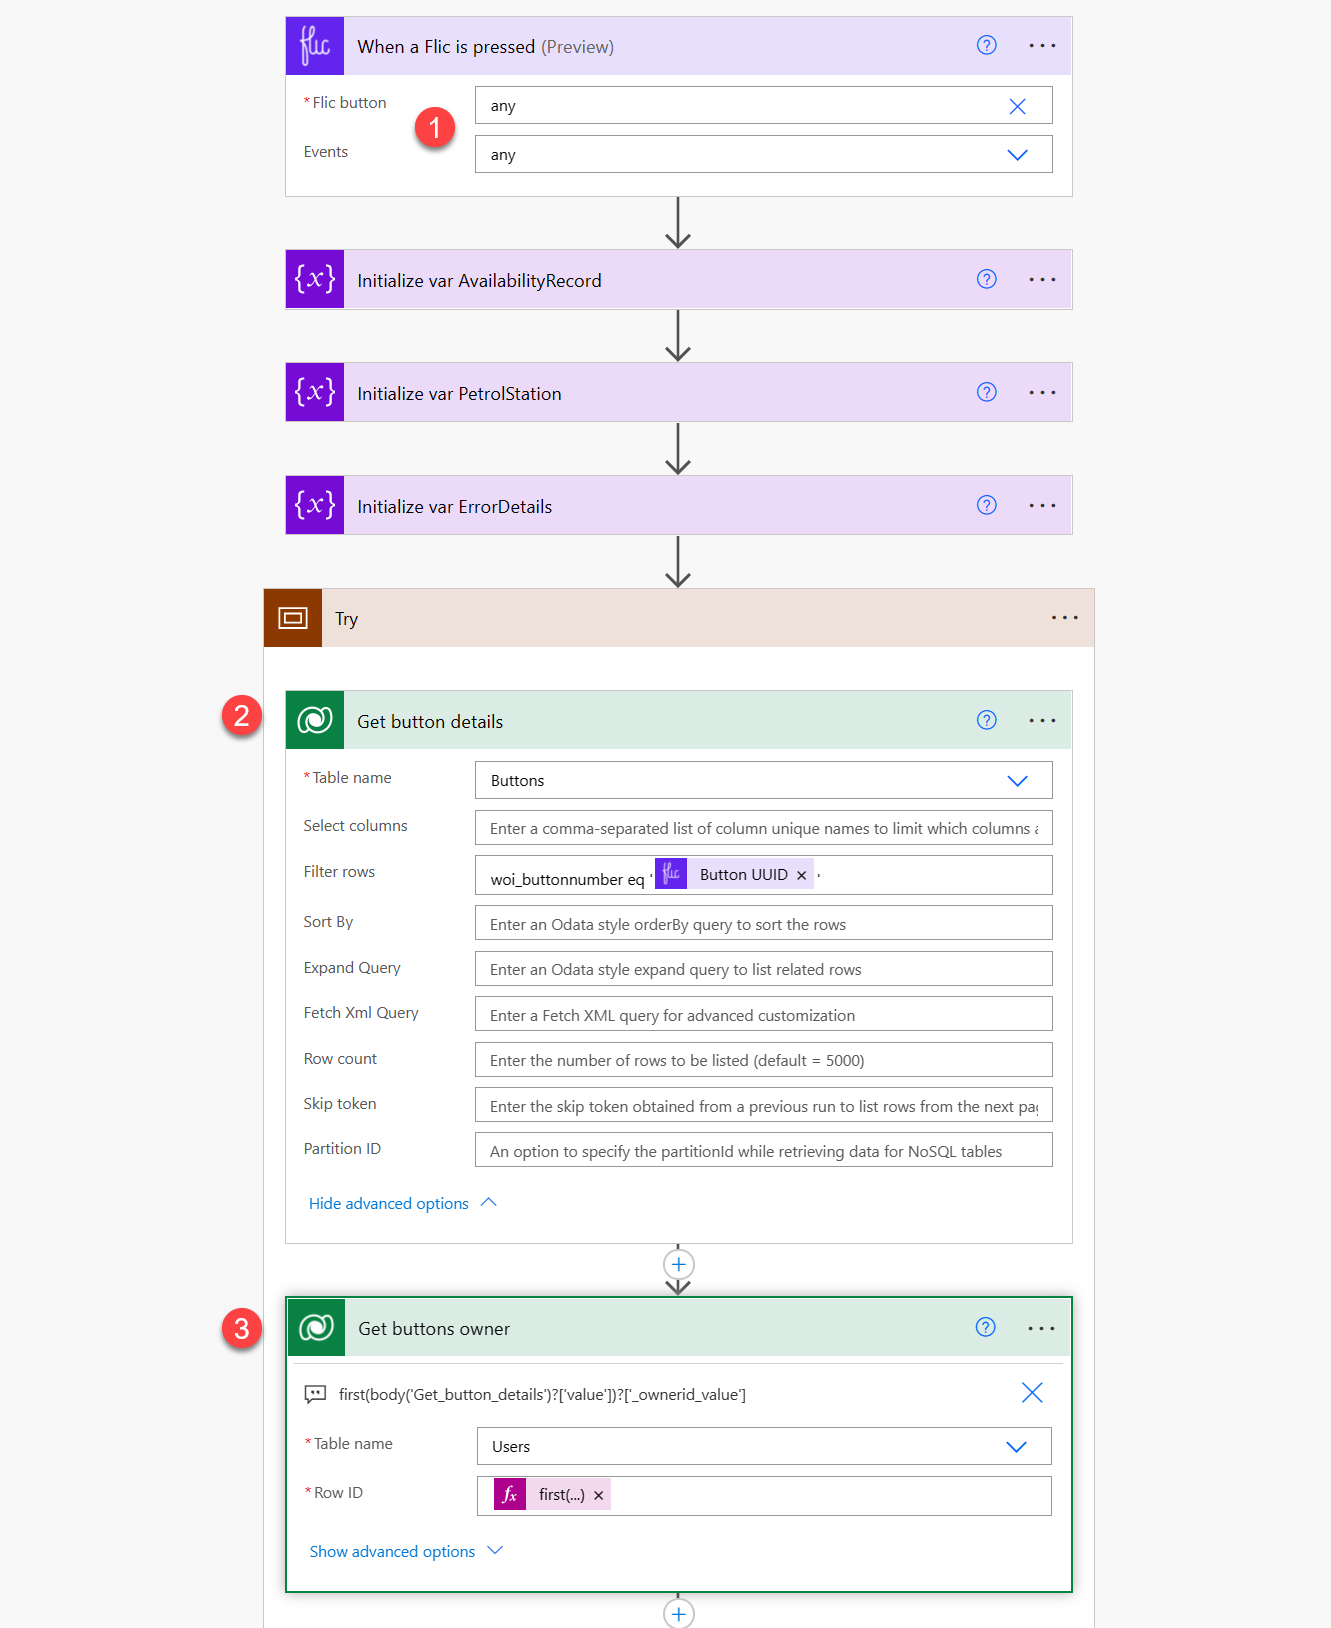 flic
When a Flic is pressed (Preview)
?
* Flic button
any
1
Events
any
{x}
Initialize var AvailabilityRecord
?
{x}
Initialize var PetrolStation
?
{x}
Initialize var ErrorDetails
?
Try
2
Get button details
?
* Table name
Buttons
Select columns
Enter a comma-separated list of column unique names to limit which columns a
Filter rows
woi_buttonnumber eq ' flic Button UUID × '
Sort By
Enter an Odata style orderBy query to sort the rows
Expand Query
Enter an Odata style expand query to list related rows
Fetch Xml Query
Enter a Fetch XML query for advanced customization
Row count
Enter the number of rows to be listed (default = 5000)
Skip token
Enter the skip token obtained from a previous run to list rows from the next pag
Partition ID
An option to specify the partitionId while retrieving data for NoSQL tables
Hide advanced options
3
Get buttons owner
?
first(body('Get_button_details')?['value'])?['_ownerid_value']
* Table name
Users
* Row ID
fx first(...) ×
Show advanced options